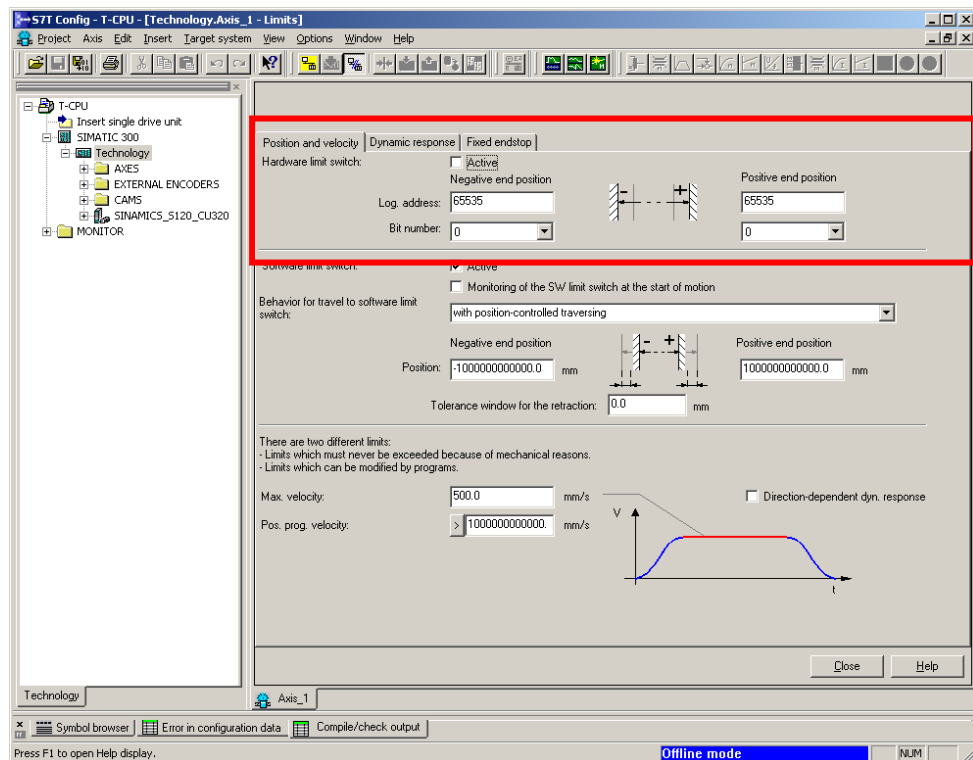 S7T Config - T-CPU - [Technology.Axis_1 - Limits]
Project Axis Edit Insert Target system View Options Window Help
T-CPU
Insert single drive unit
SIMATIC 300
Technology
AXES
EXTERNAL ENCODERS
CAMS
SINAMICS_S120_CU320
MONITOR
Technology
Position and velocity Dynamic response Fixed endstop
Hardware limit switch: Active
Negative end position Positive end position
Log. address: 65535 - + 65535
Bit number: 0 0
Software limit switch: Active
Monitoring of the SW limit switch at the start of motion
Behavior for travel to software limit
switch: with position-controlled traversing
Negative end position - + Positive end position
Position: -1000000000000.0 mm 1000000000000.0 mm
Tolerance window for the retraction: 0.0 mm
There are two different limits:
- Limits which must never be exceeded because of mechanical reasons.
- Limits which can be modified by programs.
Max. velocity: 500.0 mm/s Direction-dependent dyn. response
Pos. prog. velocity: > 1000000000000. mm/s
V
t
Close Help
Axis_1
Symbol browser Error in configuration data Compile/check output
Press F1 to open Help display. Offline mode NUM